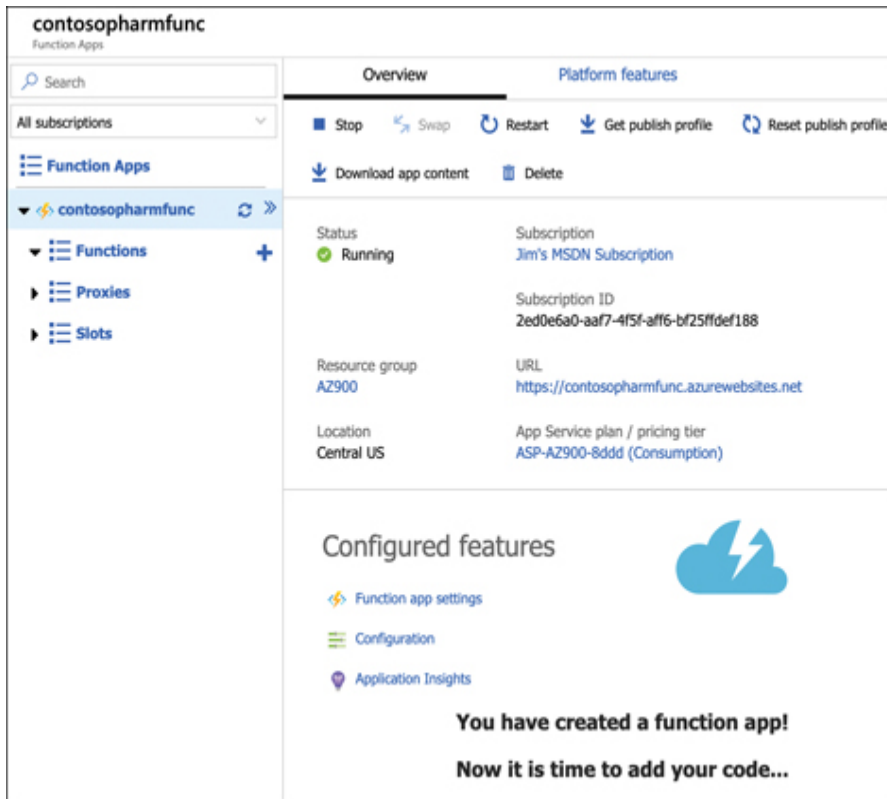 contosopharmfunc
Function Apps
Search
All subscriptions
Function Apps
contosopharmfunc
Functions
Proxies
Slots
Overview
Platform features
Stop
Swap
Restart
Get publish profile
Reset publish profile
Download app content
Delete
Status
Running
Subscription
Jim's MSDN Subscription
Subscription ID
2ed0e6a0-aaf7-4f5f-aff6-bf25ffdef188
Resource group
AZ900
URL
https://contosopharmfunc.azurewebsites.net
Location
Central US
App Service plan / pricing tier
ASP-AZ900-8ddd (Consumption)
Configured features
Function app settings
Configuration
Application Insights
You have created a function app!
Now it is time to add your code...